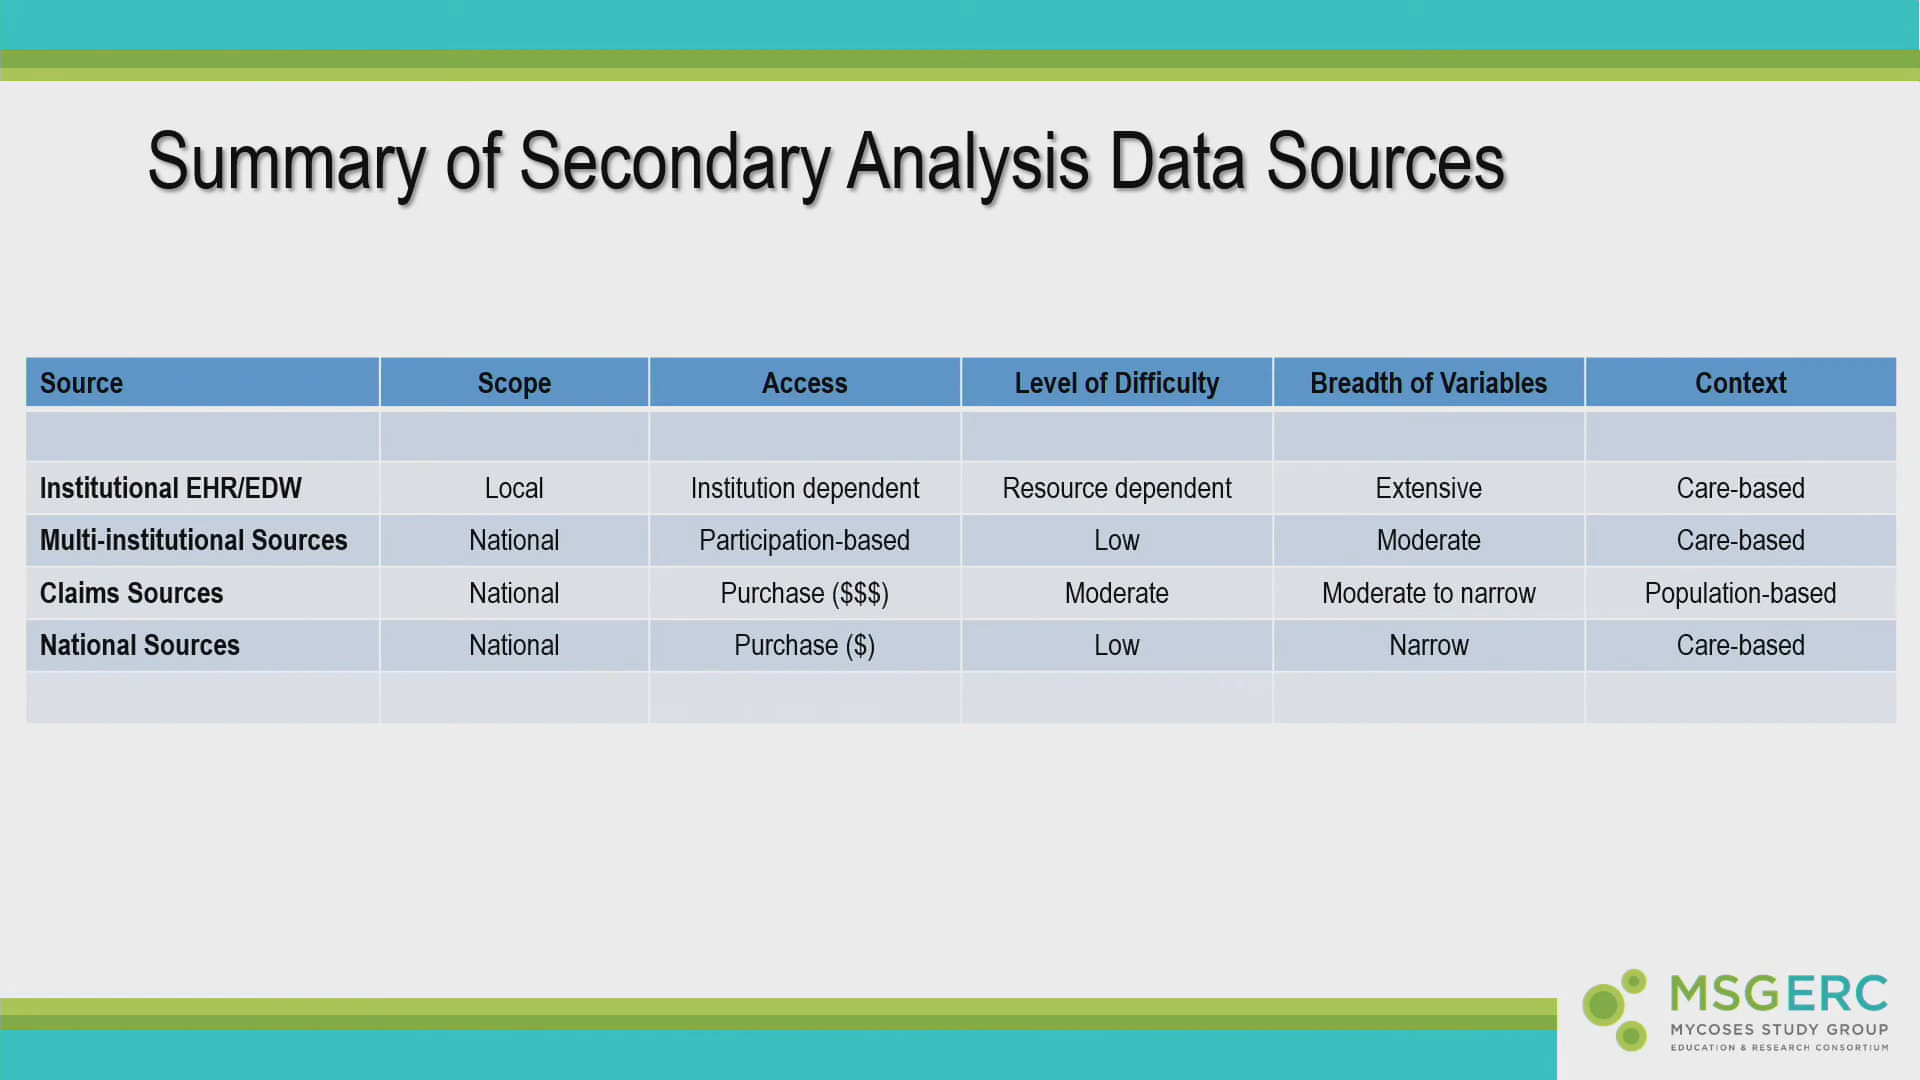 Summary of Secondary Analysis Data Sources
Source Scope Access Level of Difficulty Breadth of Variables Context
Institutional EHR/EDW Local Institution dependent Resource dependent Extensive Care-based
Multi-institutional Sources National Participation-based Low Moderate Care-based
Claims Sources National Purchase ($$$) Moderate Moderate to narrow Population-based
National Sources National Purchase ($) Low Narrow Care-based
MSGERC
MYCOSES STUDY GROUP
EDUCATION & RESEARCH CONSORTIUM